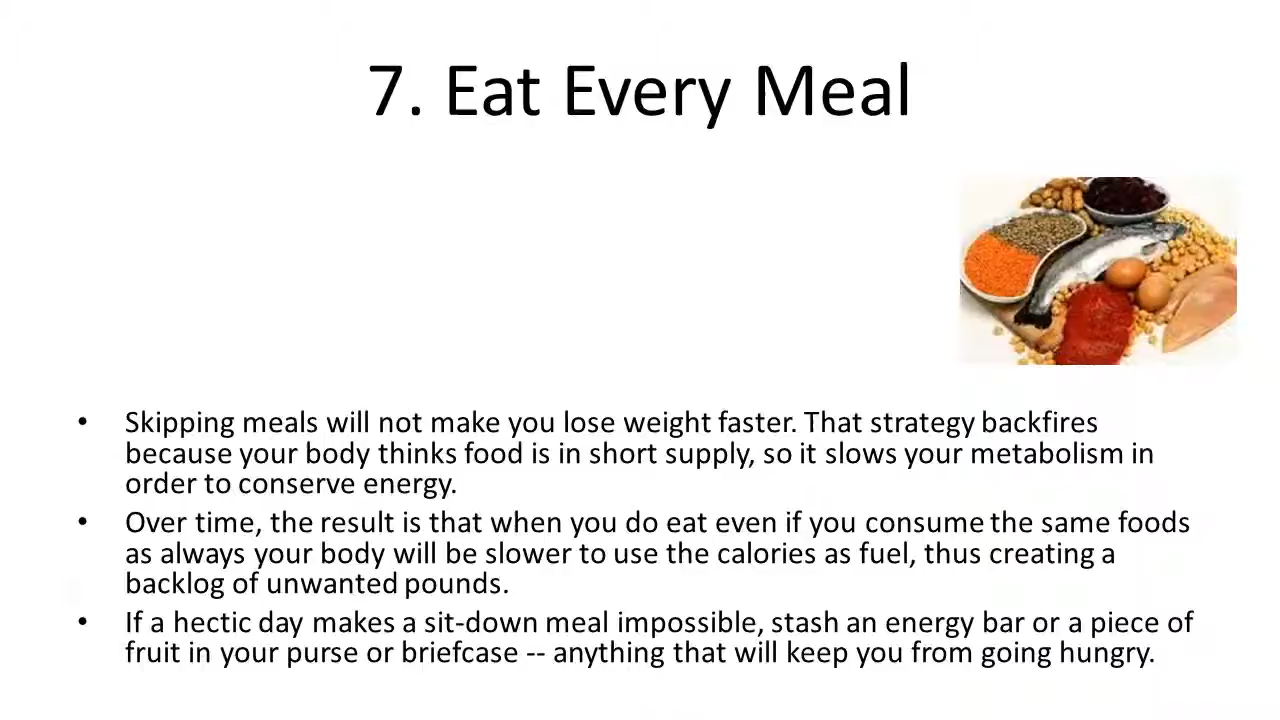 7. Eat Every Meal
• Skipping meals will not make you lose weight faster. That strategy backfires
because your body thinks food is in short supply, so it slows your metabolism in
order to conserve energy.
• Over time, the result is that when you do eat even if you consume the same foods
as always your body will be slower to use the calories as fuel, thus creating a
backlog of unwanted pounds.
• If a hectic day makes a sit-down meal impossible, stash an energy bar or a piece of
fruit in your purse or briefcase -- anything that will keep you from going hungry.